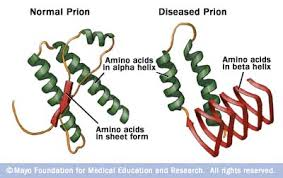 Normal Prion
Diseased Prion
Amino acids
in alpha helix
Amino acids
in beta helix
Amino acids
in sheet form
©Mayo Foundation for Medical Education and Research. All rights reserved.